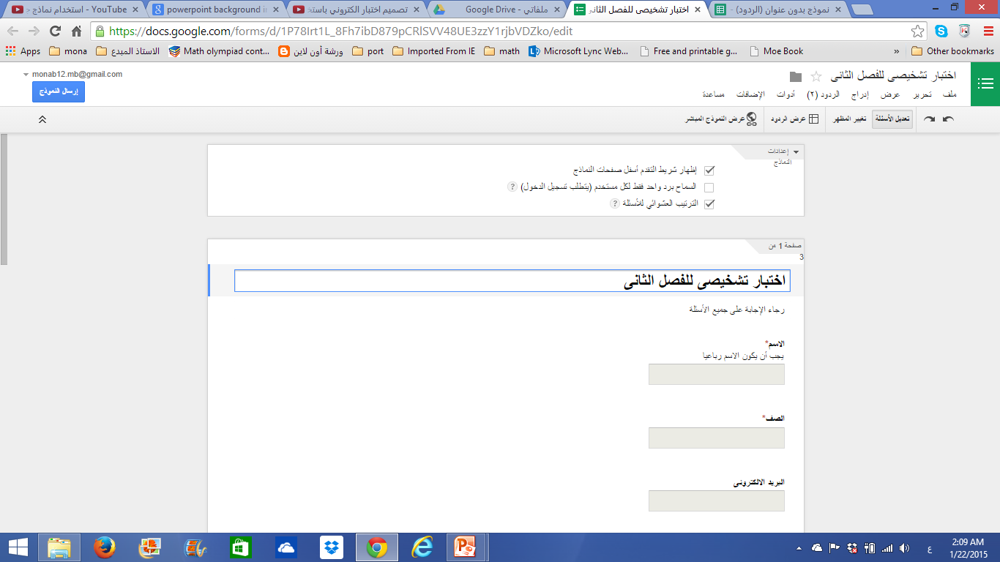 استخدام نماذج جو - YouTube
powerpoint background in
تصميم اختبار الكتروني باستخ
ملفاتي - Google Drive
اختبار تشخيصى للفصل الثانى
نموذج بدون عنوان (الردود) -
https://docs.google.com/forms/d/1P78Irt1L_8Fh7ibD879pCRlSVV48UE3zzY1rjbVDZko/edit
Apps mona الاستاذ المبدع Math olympiad cont... ورشة أون لاين port Imported From IE math Microsoft Lync Web... Free and printable g... Moe Book » Other bookmarks
monab12.mb@gmail.com
إرسال النموذج
اختبار تشخيصى للفصل الثانى
ملف تحرير عرض إدراج الردود (٢) أدوات الإضافات مساعدة
تعديل الأسئلة تغيير المظهر عرض الردود عرض النموذج المباشر
إعدادات
النماذج
إظهار شريط التقدم أسفل صفحات النماذج
السماح برد واحد فقط لكل مستخدم (يتطلب تسجيل الدخول) ?
الترتيب العشوائي للأسئلة ?
صفحة 1 من
3
اختبار تشخيصى للفصل الثانى
رجاء الإجابة على جميع الأسئلة
الاسم*
يجب أن يكون الاسم رباعيا
الصف*
البريد الالكترونى
ع
2:09 AM
1/22/2015